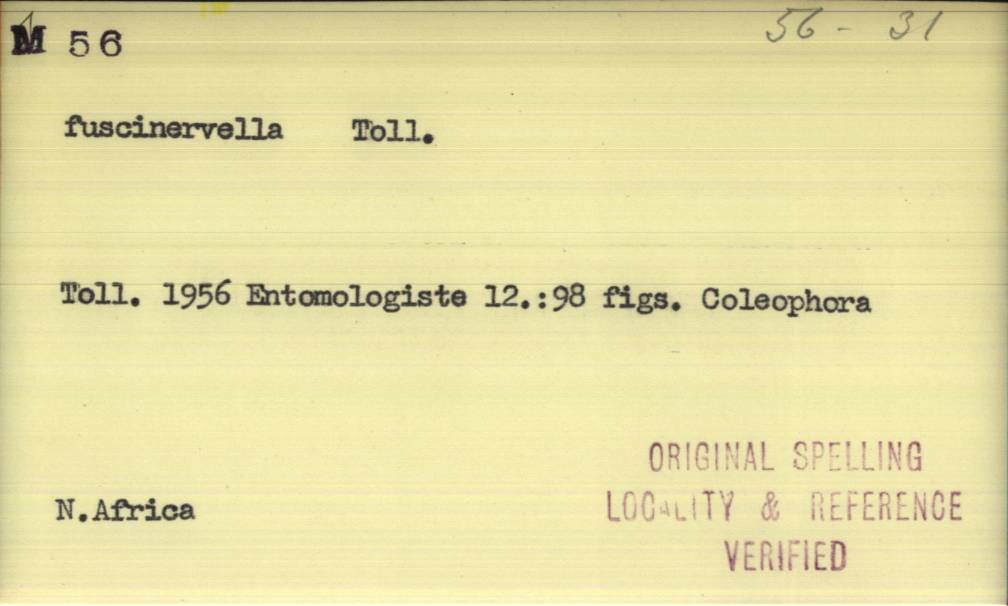 M 56
56 - 31
fuscinervella Toll.
Toll. 1956 Entomologiste 12.:98 figs. Coleophora
N.Africa
ORIGINAL SPELLING
LOCALITY & REFERENCE
VERIFIED